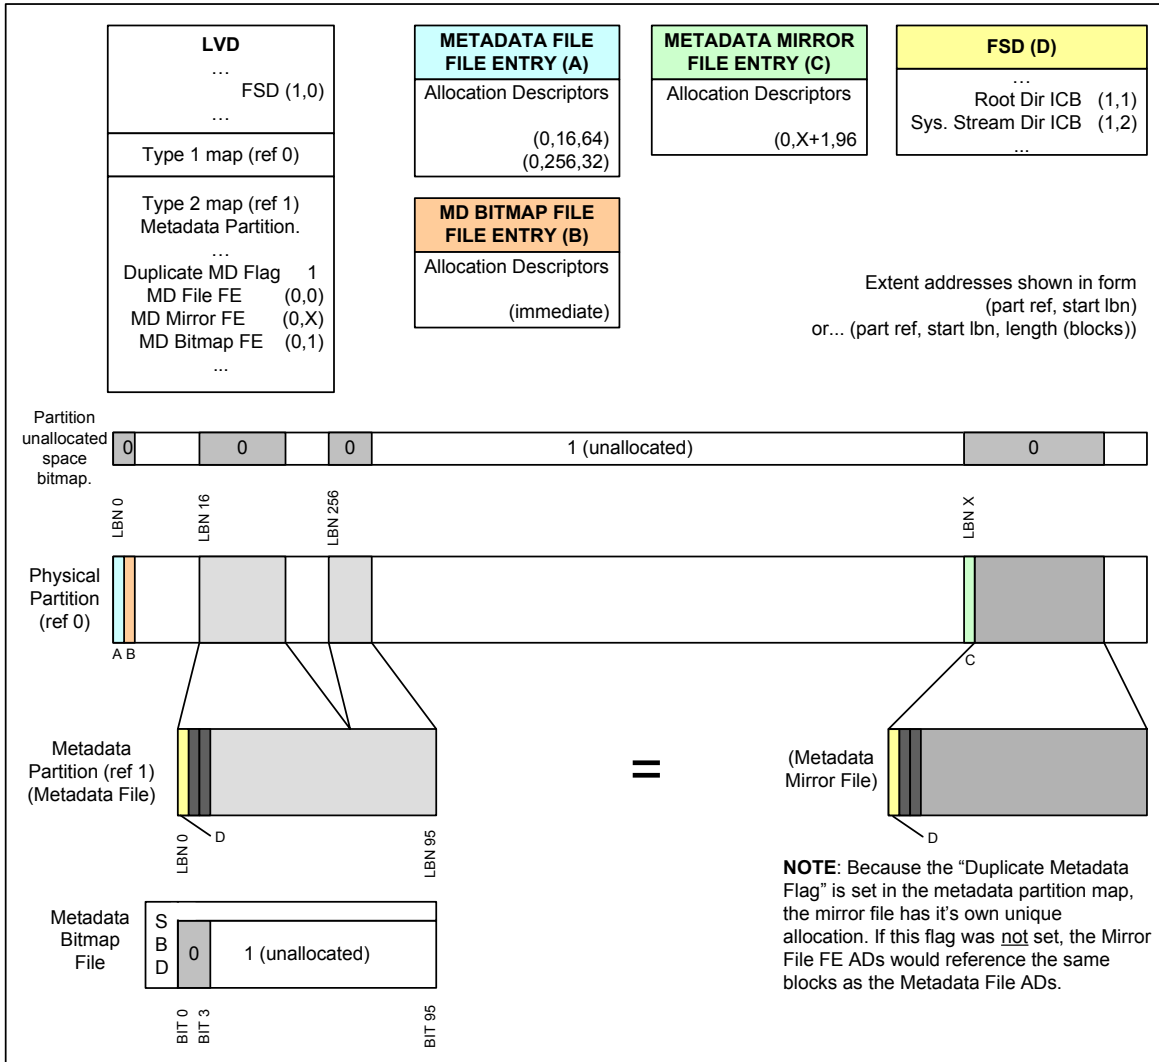 LVD
…
FSD (1,0)
…
Type 1 map (ref 0)
Type 2 map (ref 1)
Metadata Partition.
…
Duplicate MD Flag 1
MD File FE (0,0)
MD Mirror FE (0,X)
MD Bitmap FE (0,1)
...
METADATA FILE
FILE ENTRY (A)
Allocation Descriptors
(0,16,64)
(0,256,32)
METADATA MIRROR
FILE ENTRY (C)
Allocation Descriptors
(0,X+1,96
FSD (D)
…
Root Dir ICB (1,1)
Sys. Stream Dir ICB (1,2)
...
MD BITMAP FILE
FILE ENTRY (B)
Allocation Descriptors
(immediate)
Extent addresses shown in form
(part ref, start lbn)
or... (part ref, start lbn, length (blocks))
Partition
unallocated
space
bitmap.
0
0
0
1 (unallocated)
0
LBN 0
LBN 16
LBN 256
LBN X
Physical
Partition
(ref 0)
A
B
C
Metadata
Partition (ref 1)
(Metadata File)
=
(Metadata
Mirror File)
D
D
LBN 0
LBN 95
NOTE: Because the “Duplicate Metadata
Flag” is set in the metadata partition map,
the mirror file has it’s own unique
allocation. If this flag was not set, the Mirror
File FE ADs would reference the same
blocks as the Metadata File ADs.
Metadata
Bitmap
File
S
B
D
0
1 (unallocated)
BIT 0
BIT 3
BIT 95